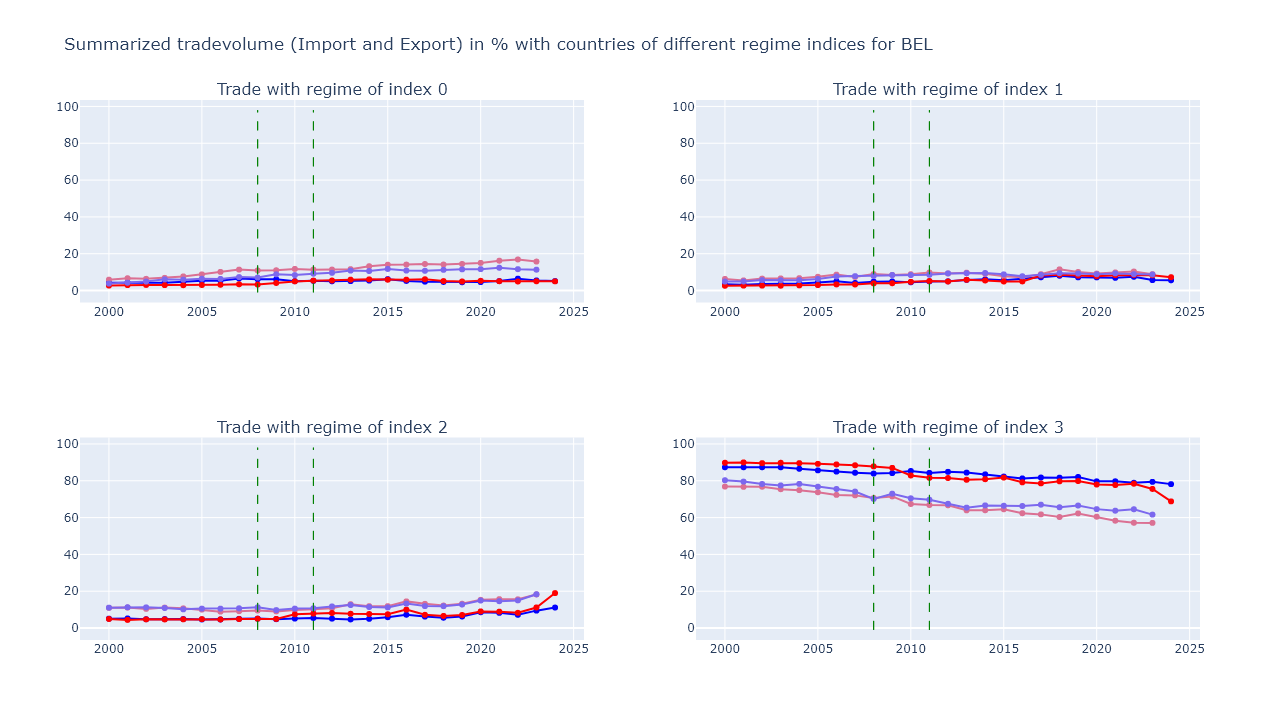 Summarized tradevolume (Import and Export) in % with countries of different regime indices for BEL
Trade with regime of index 0
100
80
60
40
20
0
2000 2005 2010 2015 2020 2025
Trade with regime of index 1
100
80
60
40
20
0
2000 2005 2010 2015 2020 2025
Trade with regime of index 2
100
80
60
40
20
0
2000 2005 2010 2015 2020 2025
Trade with regime of index 3
100
80
60
40
20
0
2000 2005 2010 2015 2020 2025